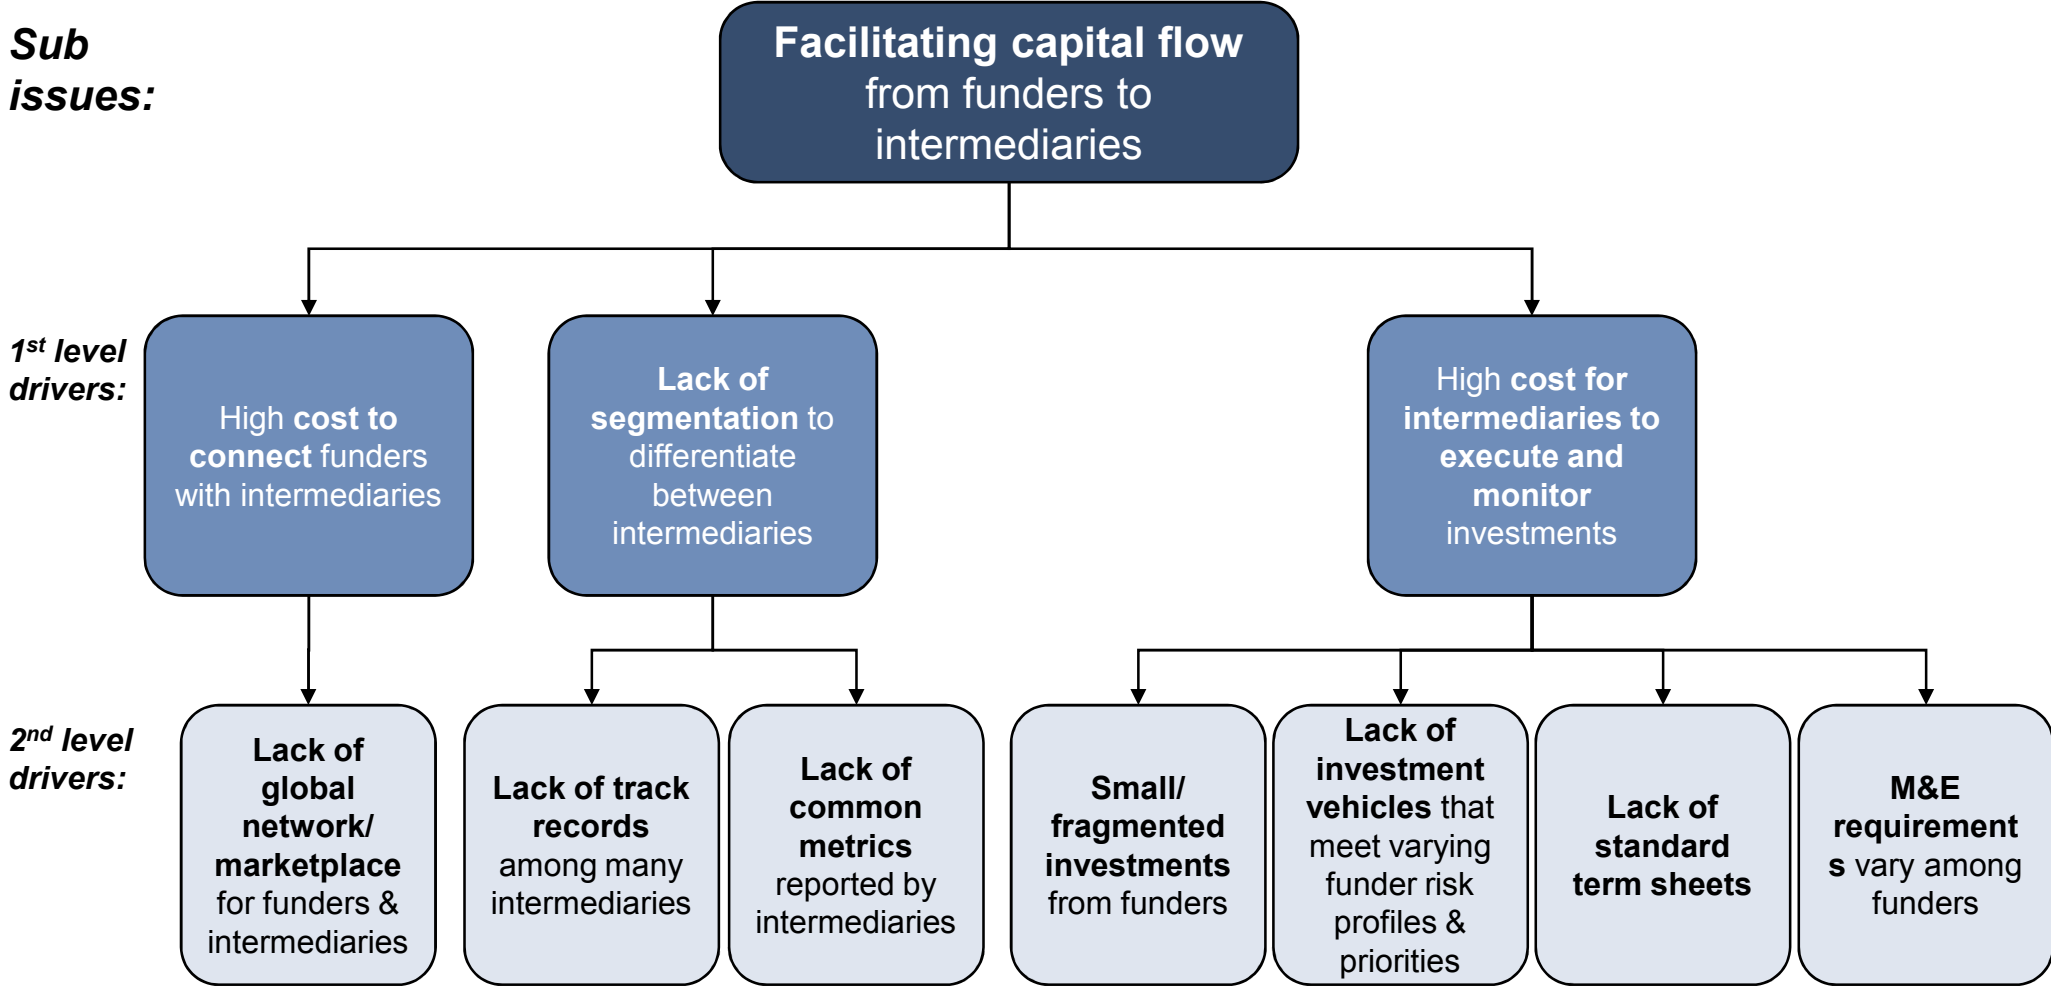 Sub
issues:
Facilitating capital flow
from funders to
intermediaries
1st level
drivers:
High cost to
connect funders
with intermediaries
Lack of
segmentation to
differentiate
between
intermediaries
High cost for
intermediaries to
execute and
monitor
investments
2nd level
drivers:
Lack of
global
network/
marketplace
for funders &
intermediaries
Lack of track
records
among many
intermediaries
Lack of
common
metrics
reported by
intermediaries
Small/
fragmented
investments
from funders
Lack of
investment
vehicles that
meet varying
funder risk
profiles &
priorities
Lack of
standard
term sheets
M&E
requirement
s vary among
funders